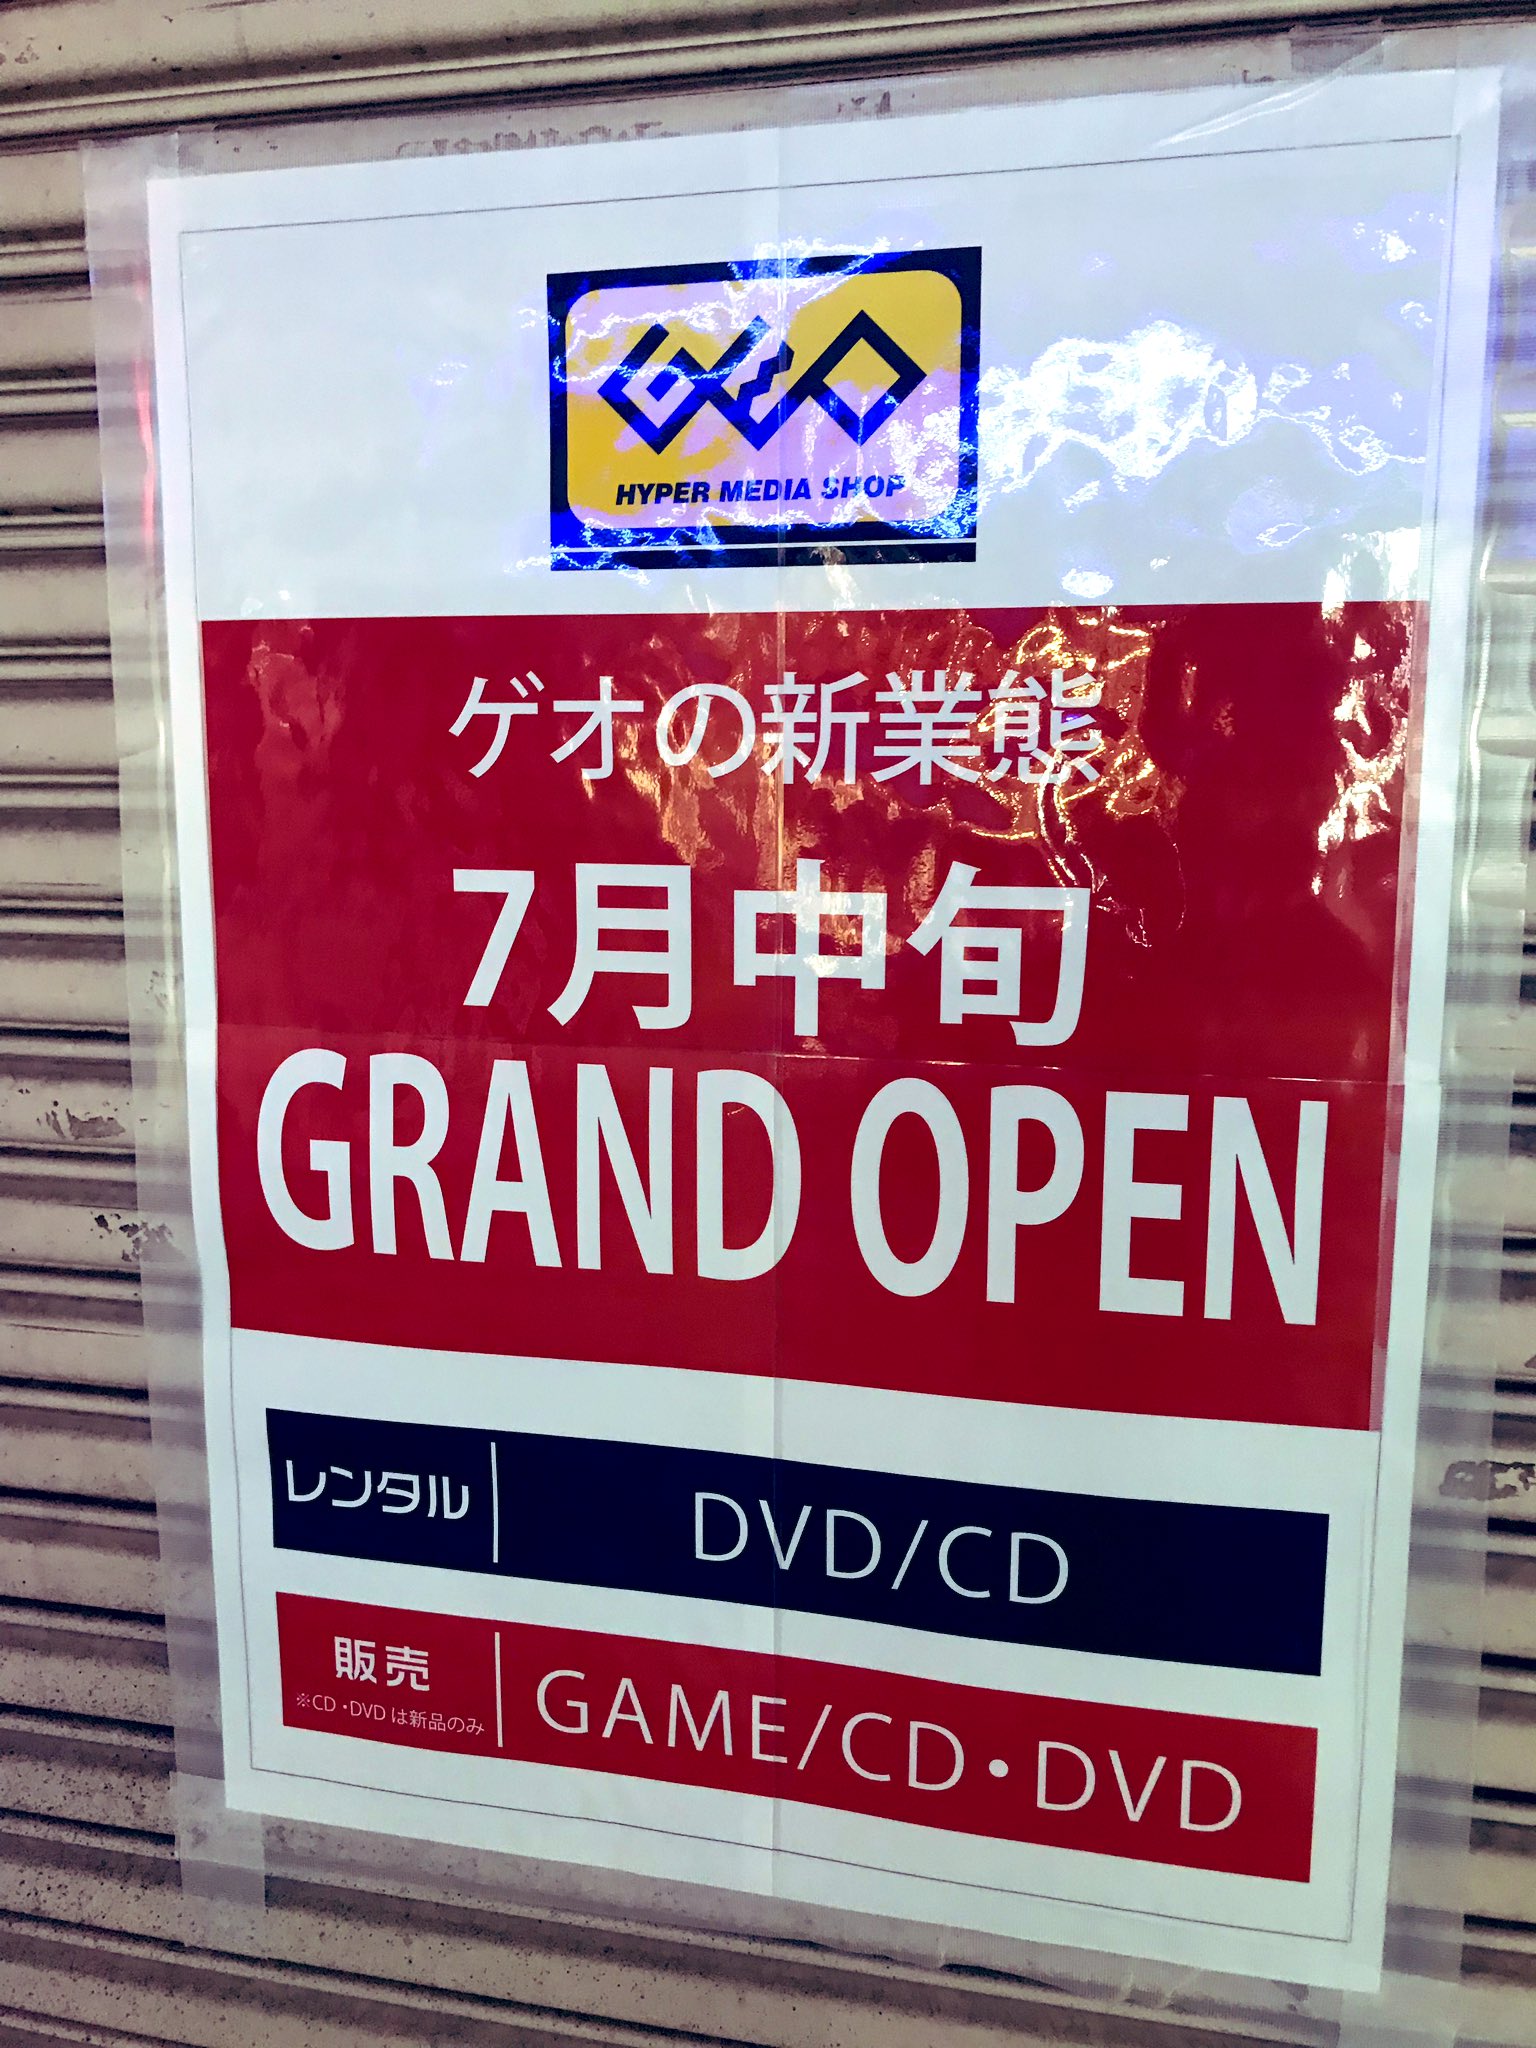 GEO
HYPER MEDIA SHOP
ゲオの新業態
7月中旬
GRAND OPEN
レンタル DVD/CD
販売 GAME/CD・DVD
※CD・DVDは新品のみ